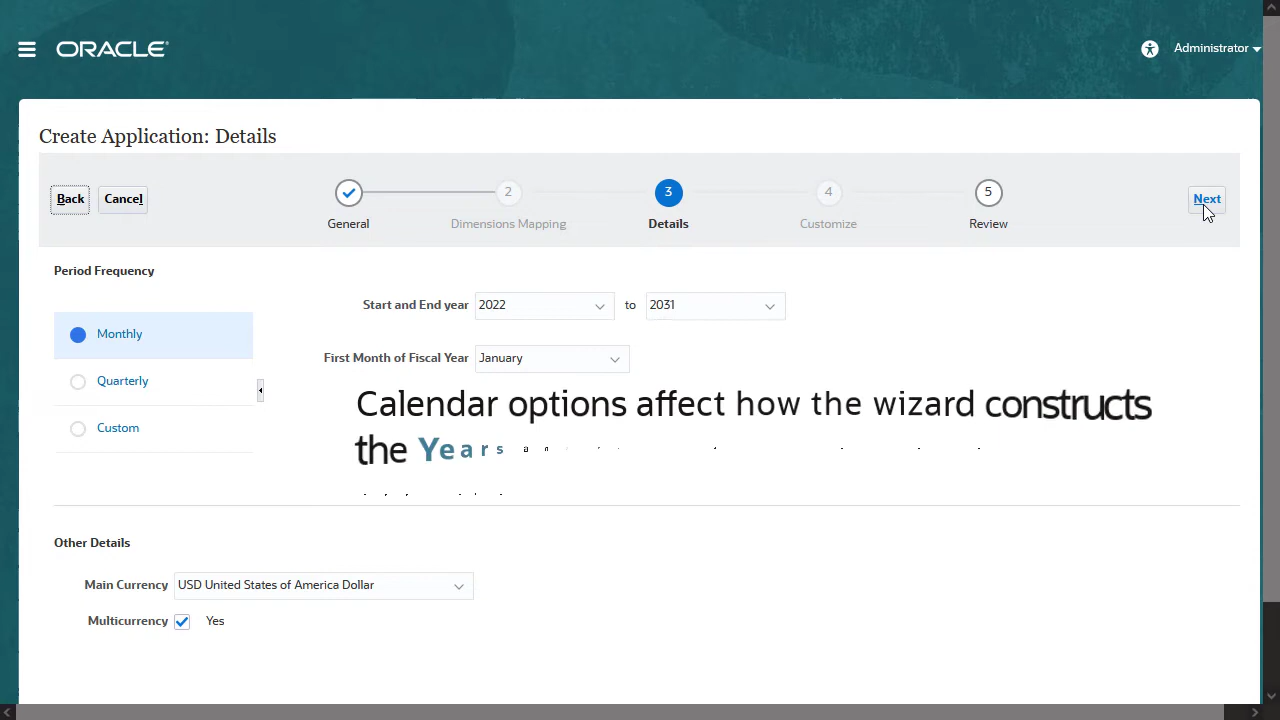 ORACLE
Administrator
Create Application: Details
Back
Cancel
2
3
4
5
Next
General
Dimensions Mapping
Details
Customize
Review
Period Frequency
Monthly
Quarterly
Custom
Start and End year 2022 to 2031
First Month of Fiscal Year January
Calendar options affect how the wizard constructs
the Years
Other Details
Main Currency USD United States of America Dollar
Multicurrency Yes